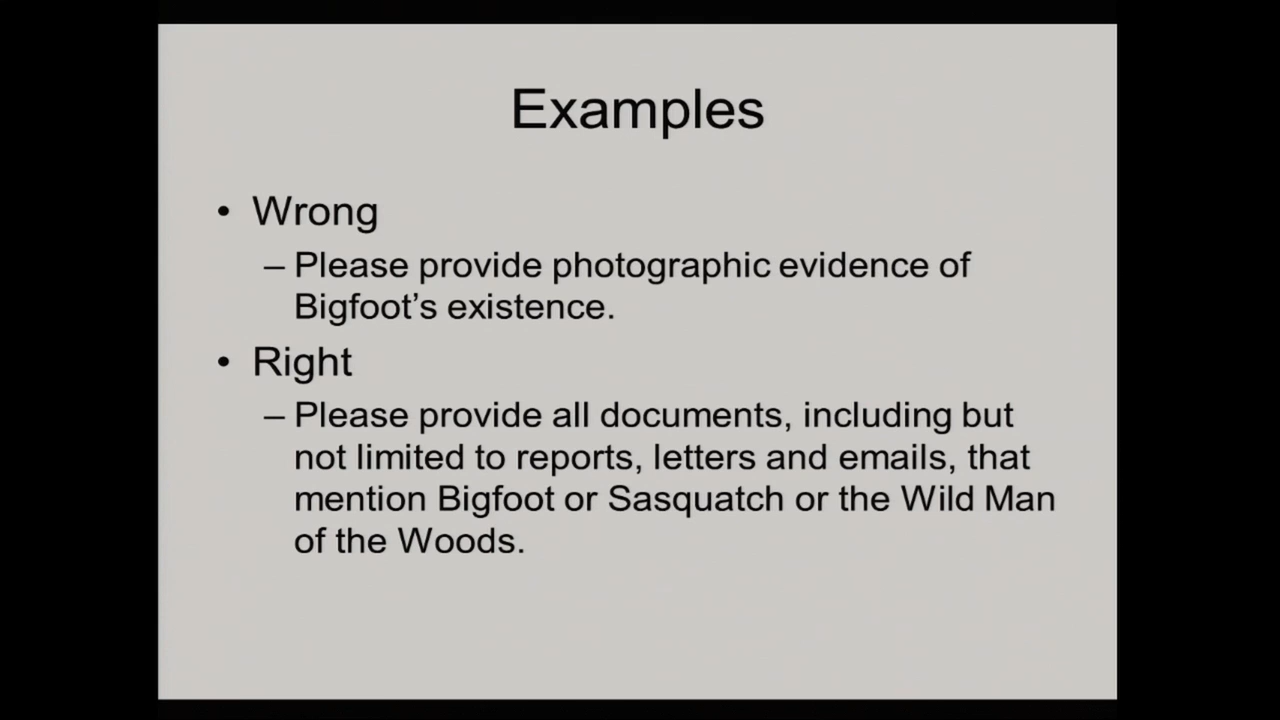 Examples
• Wrong
– Please provide photographic evidence of
Bigfoot’s existence.
• Right
– Please provide all documents, including but
not limited to reports, letters and emails, that
mention Bigfoot or Sasquatch or the Wild Man
of the Woods.